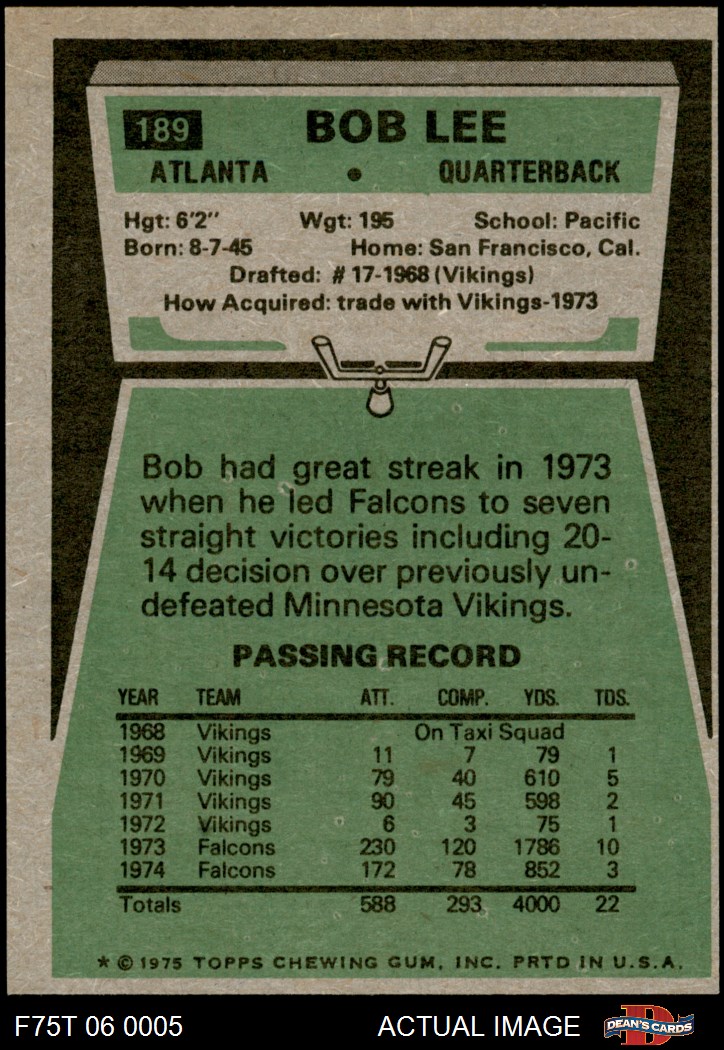 189 BOB LEE
ATLANTA • QUARTERBACK
Hgt: 6'2" Wgt: 195 School: Pacific
Born: 8-7-45 Home: San Francisco, Cal.
Drafted: #17-1968 (Vikings)
How Acquired: trade with Vikings-1973
Bob had great streak in 1973
when he led Falcons to seven
straight victories including 20-
14 decision over previously un-
defeated Minnesota Vikings.
PASSING RECORD
YEAR TEAM ATT. COMP. YDS. TDS.
1968 Vikings On Taxi Squad
1969 Vikings 11 7 79 1
1970 Vikings 79 40 610 5
1971 Vikings 90 45 598 2
1972 Vikings 6 3 75 1
1973 Falcons 230 120 1786 10
1974 Falcons 172 78 852 3
Totals 588 293 4000 22
* © 1975 TOPPS CHEWING GUM, INC. PRTD IN U.S.A.
F75T 06 0005 ACTUAL IMAGE D DEAN'S CARDS